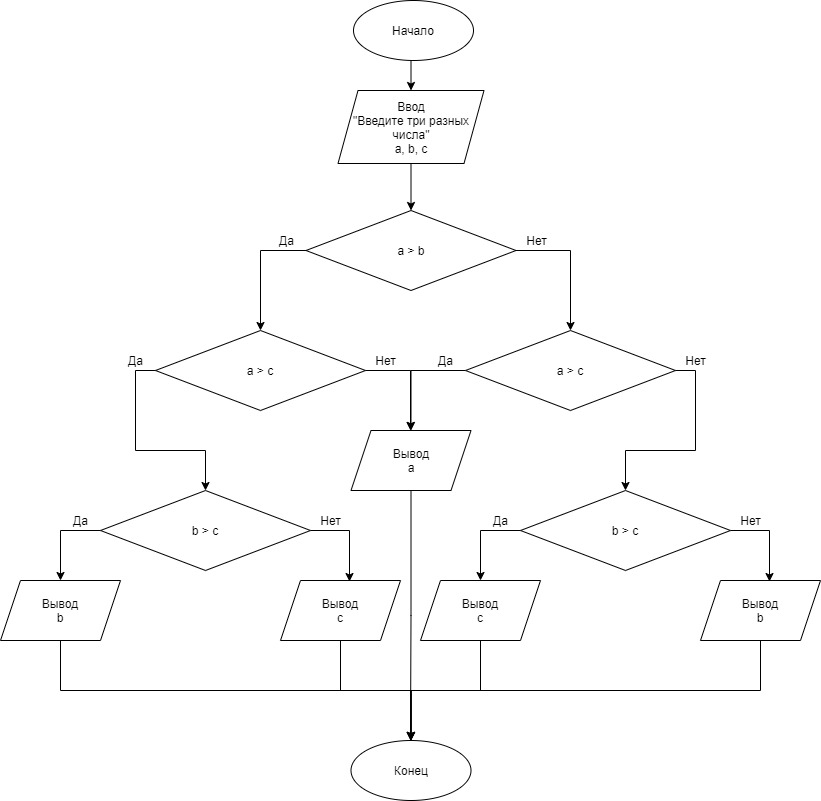 Начало
Ввод
"Введите три разных
числа"
a, b, c
Да
a > b
Нет
Да
a > c
Нет
Да
a > c
Нет
Вывод
a
Да
b > c
Нет
Да
b > c
Нет
Вывод
b
Вывод
c
Вывод
c
Вывод
b
Конец